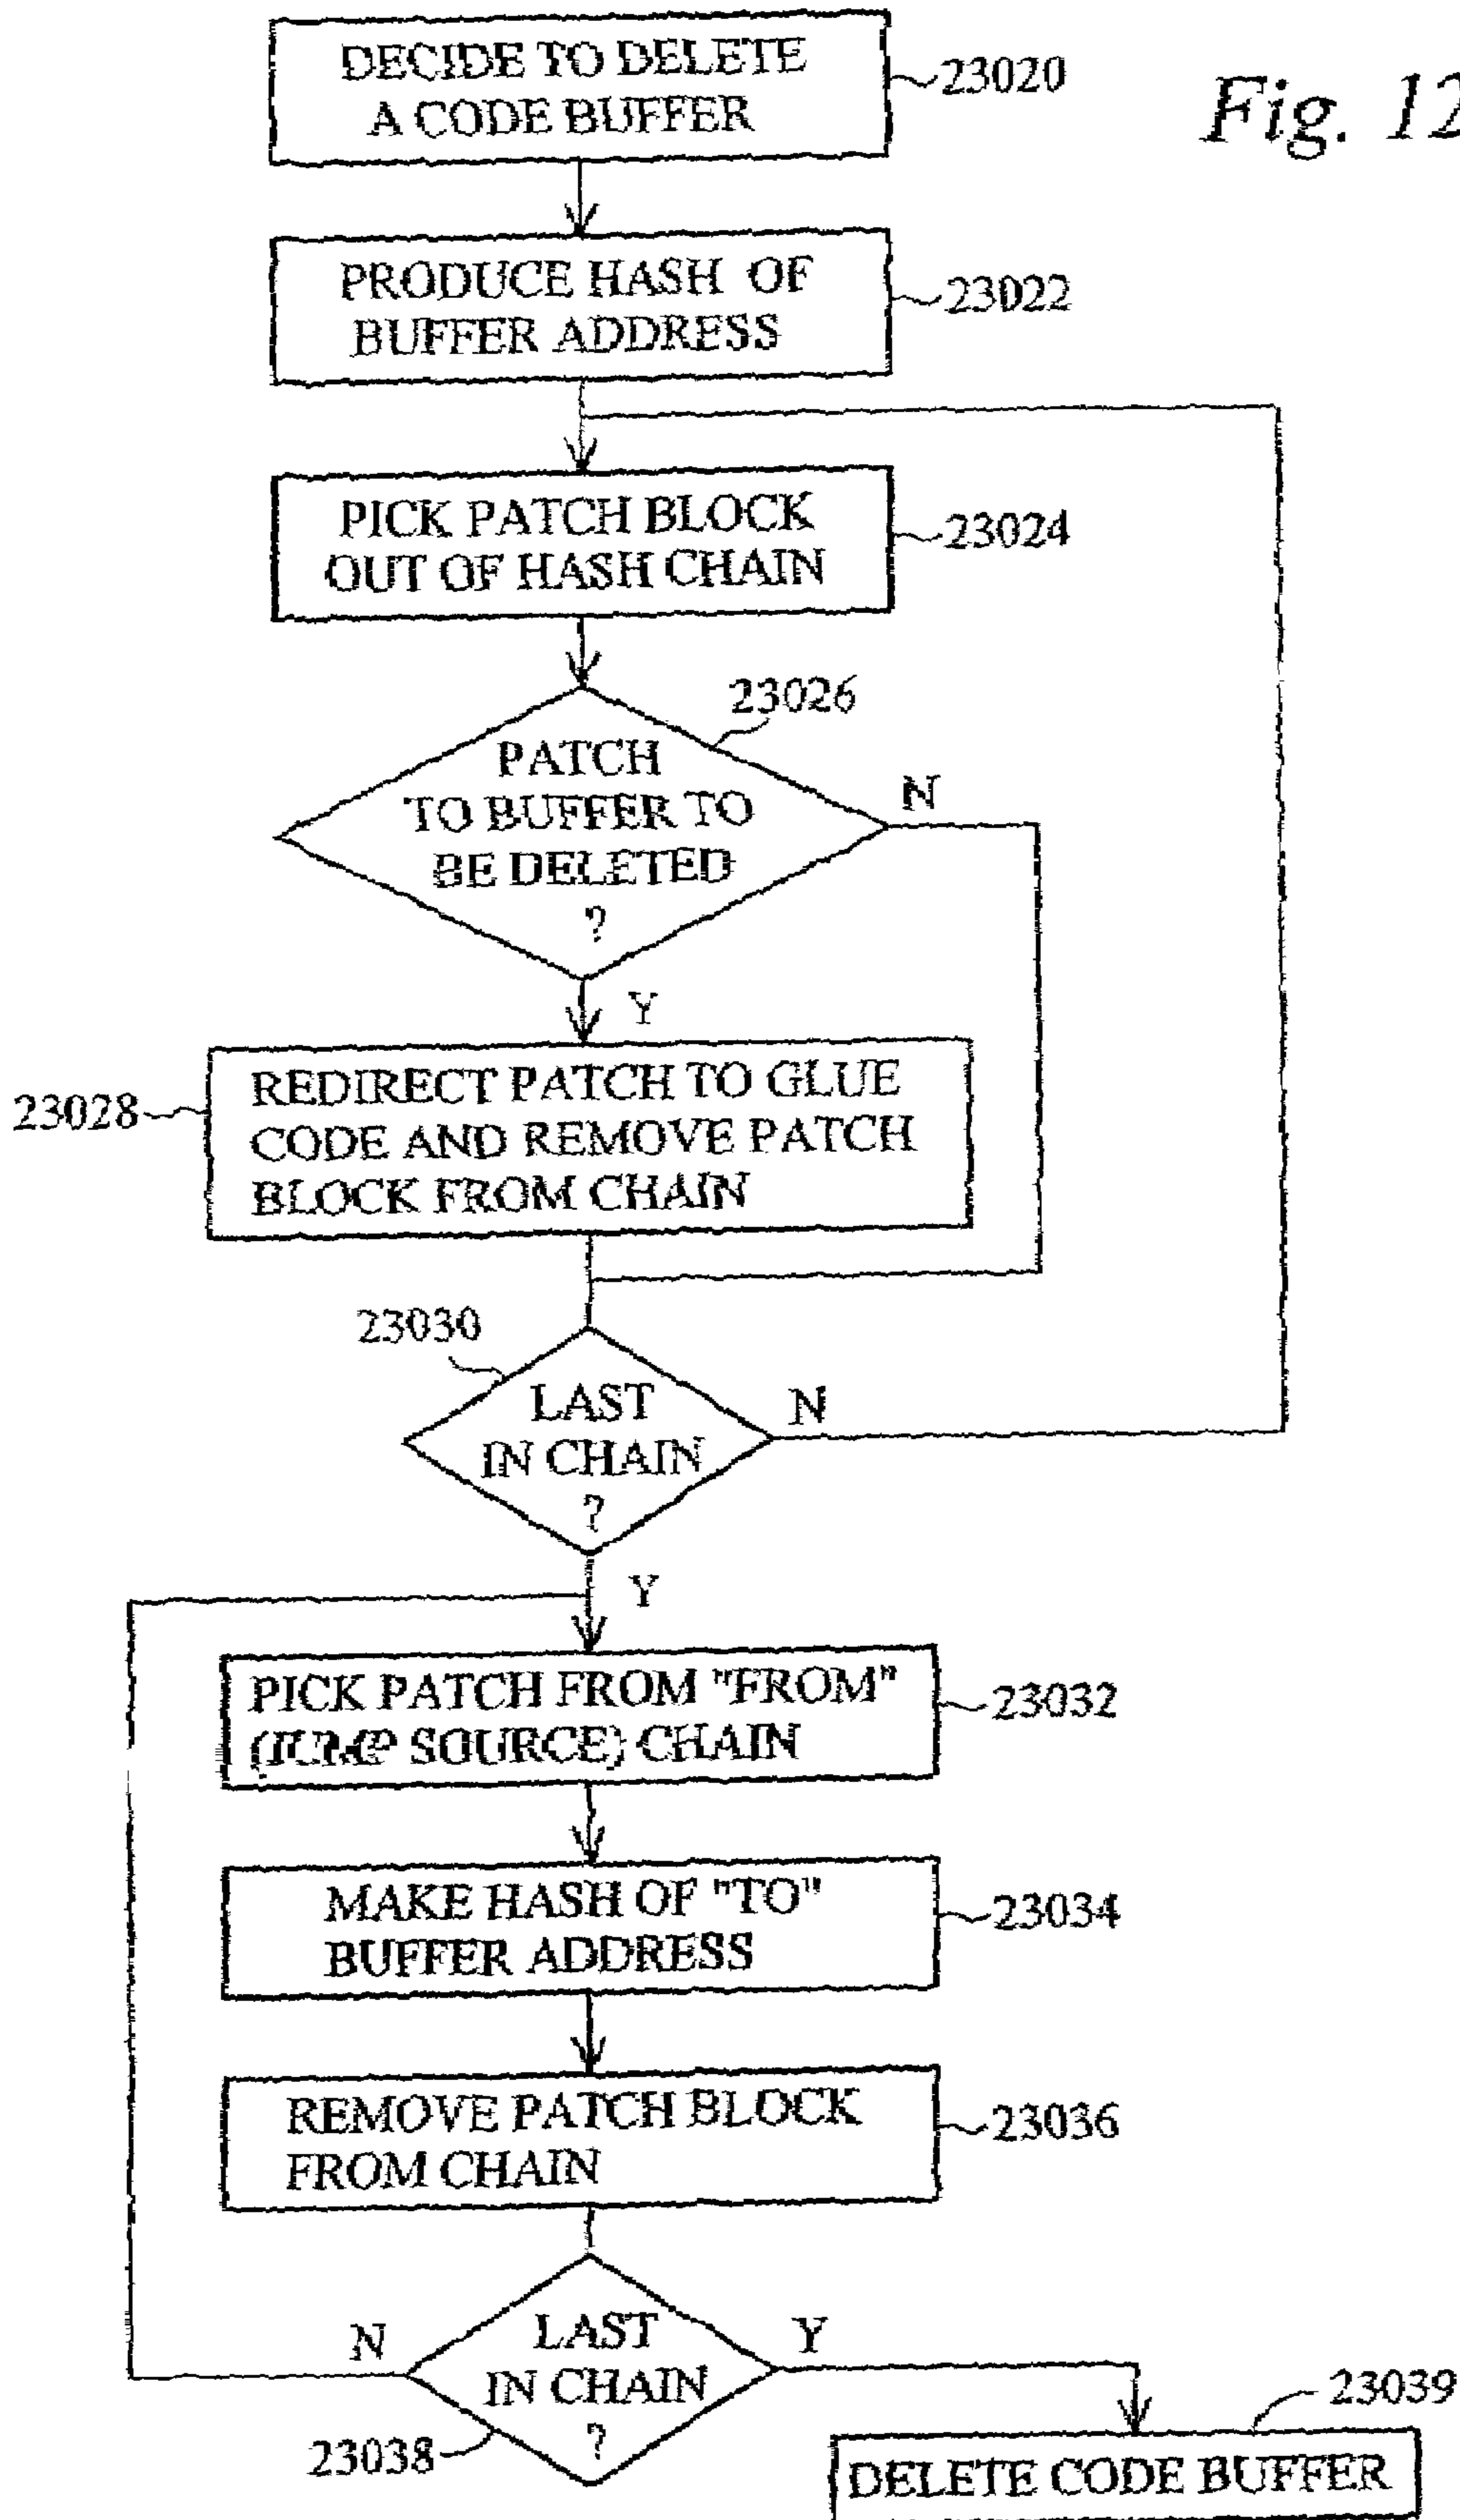 DECIDE TO DELETE
A CODE BUFFER
23020
Fig. 12
PRODUCE HASH OF
BUFFER ADDRESS
23022
PICK PATCH BLOCK
OUT OF HASH CHAIN
23024
23026
PATCH
TO BUFFER TO
BE DELETED
?
N
Y
23028
REDIRECT PATCH TO GLUE
CODE AND REMOVE PATCH
BLOCK FROM CHAIN
23030
LAST
IN CHAIN
?
N
Y
PICK PATCH FROM "FROM"
(JUMP SOURCE) CHAIN
23032
MAKE HASH OF "TO"
BUFFER ADDRESS
23034
REMOVE PATCH BLOCK
FROM CHAIN
23036
LAST
IN CHAIN
?
N
Y
23038
23039
DELETE CODE BUFFER